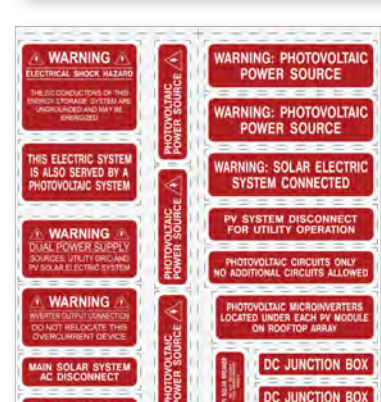 WARNING
ELECTRICAL SHOCK HAZARD
THE DC CONDUCTORS OF THIS
ENERGY STORAGE SYSTEM ARE
UNGROUNDED AND MAY BE
ENERGIZED
THIS ELECTRIC SYSTEM
IS ALSO SERVED BY A
PHOTOVOLTAIC SYSTEM
WARNING
DUAL POWER SUPPLY
SOURCES: UTILITY GRID AND
PV SOLAR ELECTRIC SYSTEM
WARNING
INVERTER OUTPUT CONNECTION
DO NOT RELOCATE THIS
OVERCURRENT DEVICE
MAIN SOLAR SYSTEM
AC DISCONNECT
PHOTOVOLTAIC
POWER SOURCE
PHOTOVOLTAIC
POWER SOURCE
PHOTOVOLTAIC
POWER SOURCE
WARNING: PHOTOVOLTAIC
POWER SOURCE
WARNING: PHOTOVOLTAIC
POWER SOURCE
WARNING: SOLAR ELECTRIC
SYSTEM CONNECTED
PV SYSTEM DISCONNECT
FOR UTILITY OPERATION
PHOTOVOLTAIC CIRCUITS ONLY
NO ADDITIONAL CIRCUITS ALLOWED
PHOTOVOLTAIC MICROINVERTERS
LOCATED UNDER EACH PV MODULE
ON ROOFTOP ARRAY
SOLAR BREAKER
DC JUNCTION BOX
DC JUNCTION BOX